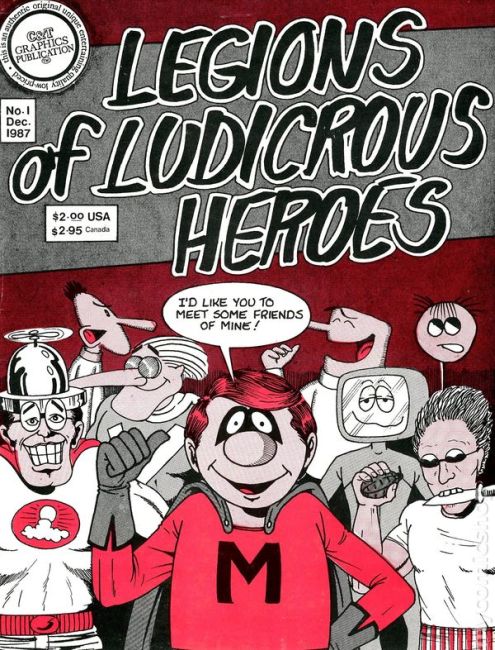 this is an authentic original unique entertaining quality low-priced
C&T
GRAPHICS
PUBLICATION
No. 1
Dec.
1987
LEGIONS
of LUDICROUS
HEROES
$2.00 USA
$2.95 Canada
I'D LIKE YOU TO
MEET SOME FRIENDS
OF MINE!
M